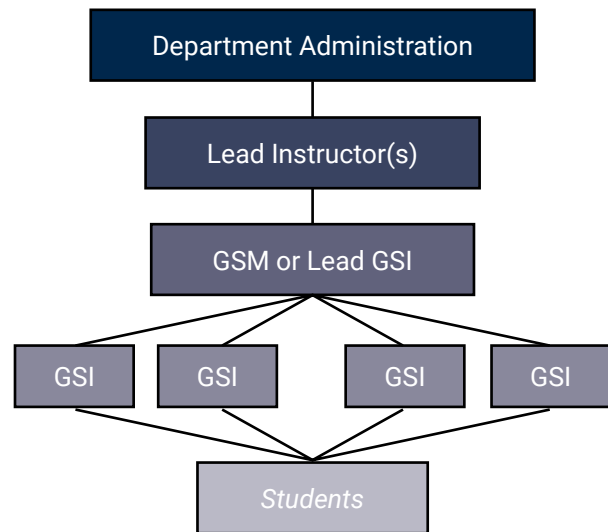 Department Administration
Lead Instructor(s)
GSM or Lead GSI
GSI GSI GSI GSI
Students